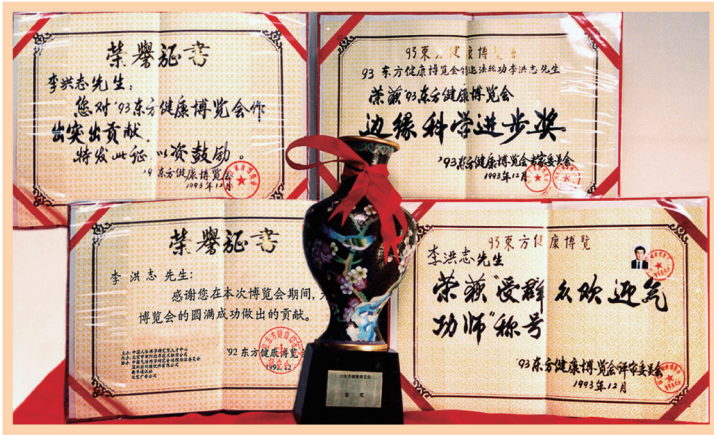 荣誉证书
李洪志先生：
您对'93东方健康博览会作
出突出贡献．
特发此证．以资鼓励。
'93东方健康博览会
1993年12月
93東方健康博览會
93东方健康博览会特邀法轮功李洪志先生
荣获'93东方健康博览会
边缘科学进步奖
'93东方健康博览会专家委员会
1993年12月
荣誉证书
李洪志先生：
感谢您在本次博览会期间，
博览会的圆满成功做出的贡献。
'92东方健康博览
1992.12
93東方健康博览
李洪志先生
荣获"受群众欢迎气
功师"称号
'93东方健康博览会评审委员会
1993年12月